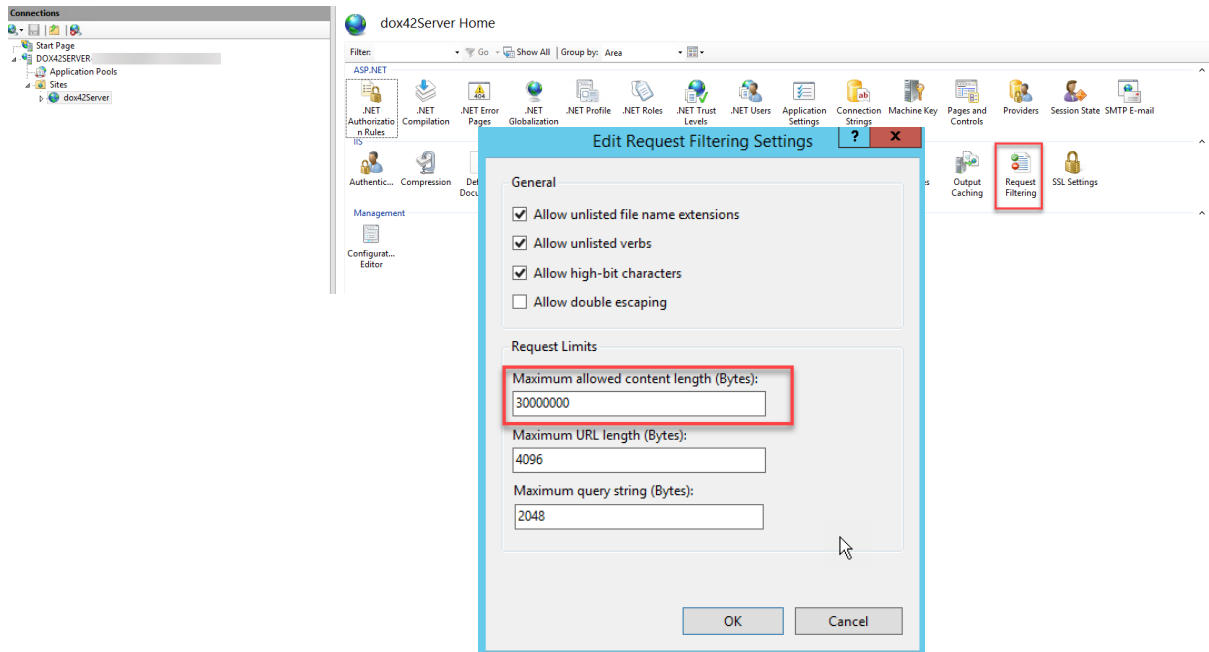 Connections
Start Page
DOX42SERVER
Application Pools
Sites
dox42Server
dox42Server Home
Filter:
Go
Show All
Group by: Area
ASP.NET
.NET Authorizatio n Rules
.NET Compilation
.NET Error Pages
.NET Globalization
.NET Profile
.NET Roles
.NET Trust Levels
.NET Users
Application Settings
Connection Strings
Machine Key
Pages and Controls
Providers
Session State
SMTP E-mail
IIS
Authentic...
Compression
Output Caching
Request Filtering
SSL Settings
Management
Configurat... Editor
Edit Request Filtering Settings
?
x
General
Allow unlisted file name extensions
Allow unlisted verbs
Allow high-bit characters
Allow double escaping
Request Limits
Maximum allowed content length (Bytes):
30000000
Maximum URL length (Bytes):
4096
Maximum query string (Bytes):
2048
OK
Cancel